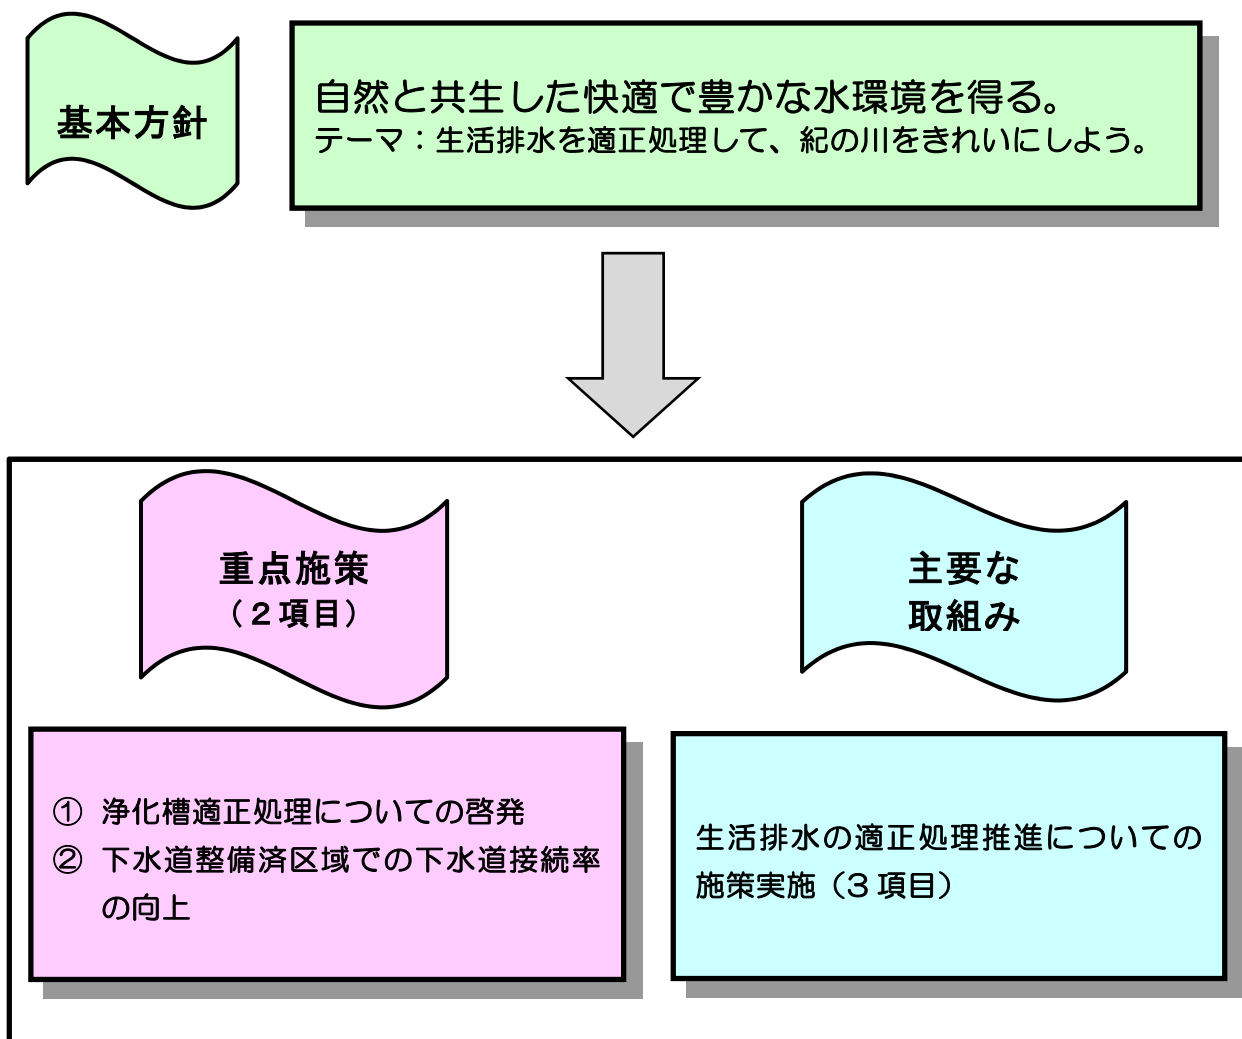 基本方針
自然と共生した快適で豊かな水環境を得る。
テーマ：生活排水を適正処理して、紀の川をきれいにしよう。
重点施策
（２項目）
① 浄化槽適正処理についての啓発
② 下水道整備済区域での下水道接続率
の向上
主要な
取組み
生活排水の適正処理推進についての
施策実施（３項目）